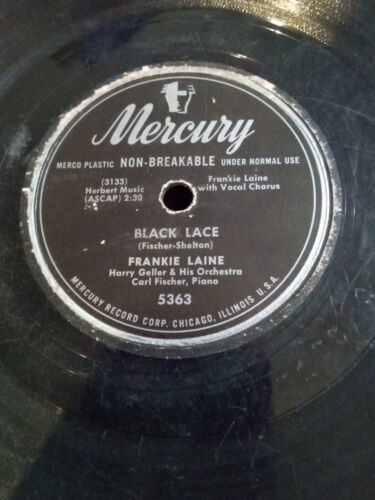 Mercury
MERCO PLASTIC NON-BREAKABLE UNDER NORMAL USE
(3133)
Herbert Music
(ASCAP) 2:30
Frankie Laine
with Vocal Chorus
BLACK LACE
(Fischer-Shelton)
FRANKIE LAINE
Harry Geller & His Orchestra
Carl Fischer, Piano
5363
MERCURY RECORD CORP. CHICAGO, ILLINOIS U.S.A.